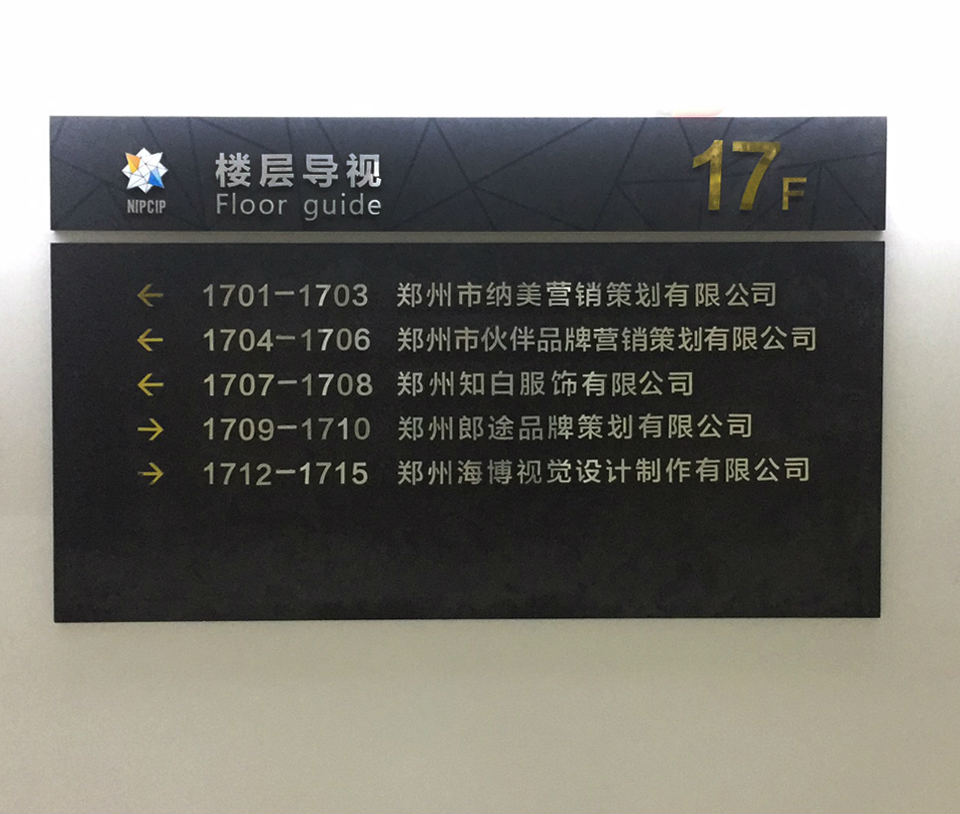 NIPCIP
楼层导视
Floor guide
17F
← 1701-1703 郑州市纳美营销策划有限公司
← 1704-1706 郑州市伙伴品牌营销策划有限公司
← 1707-1708 郑州知白服饰有限公司
→ 1709-1710 郑州郎途品牌策划有限公司
→ 1712-1715 郑州海博视觉设计制作有限公司